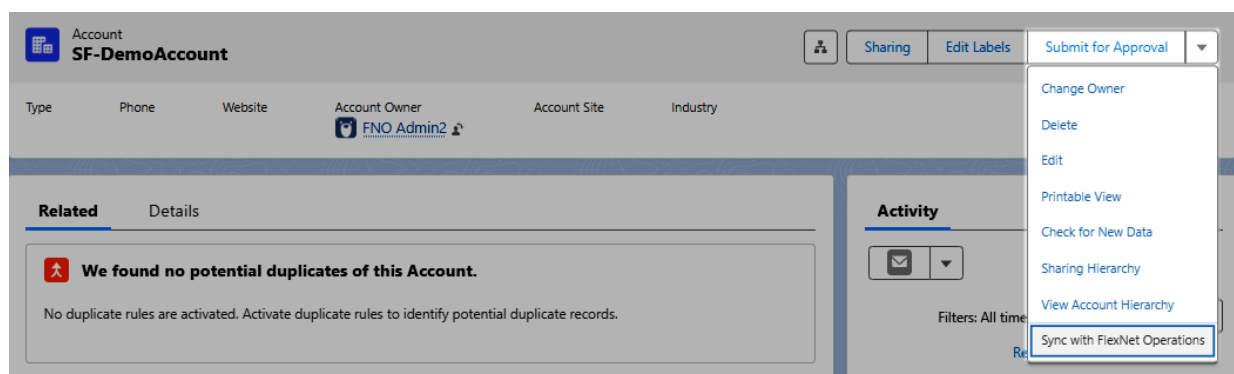 Account
SF-DemoAccount
Sharing
Edit Labels
Submit for Approval
Type
Phone
Website
Account Owner
Account Site
Industry
FNO Admin2
Change Owner
Delete
Edit
Printable View
Check for New Data
Sharing Hierarchy
View Account Hierarchy
Sync with FlexNet Operations
Related
Details
We found no potential duplicates of this Account.
No duplicate rules are activated. Activate duplicate rules to identify potential duplicate records.
Activity
Filters: All time
Re